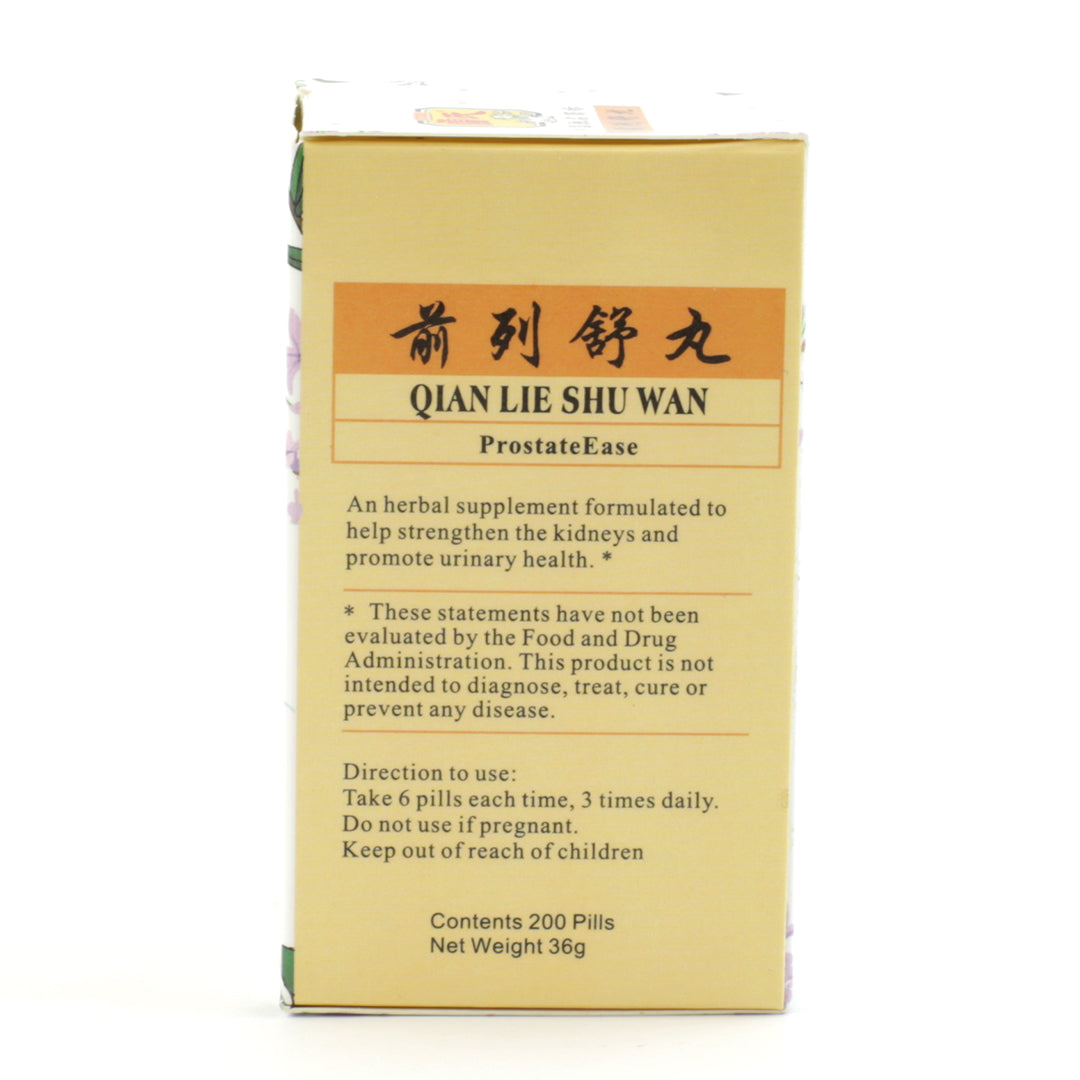 前列舒丸
QIAN LIE SHU WAN
ProstateEase
An herbal supplement formulated to
help strengthen the kidneys and
promote urinary health. *
* These statements have not been
evaluated by the Food and Drug
Administration. This product is not
intended to diagnose, treat, cure or
prevent any disease.
Direction to use:
Take 6 pills each time, 3 times daily.
Do not use if pregnant.
Keep out of reach of children
Contents 200 Pills
Net Weight 36g